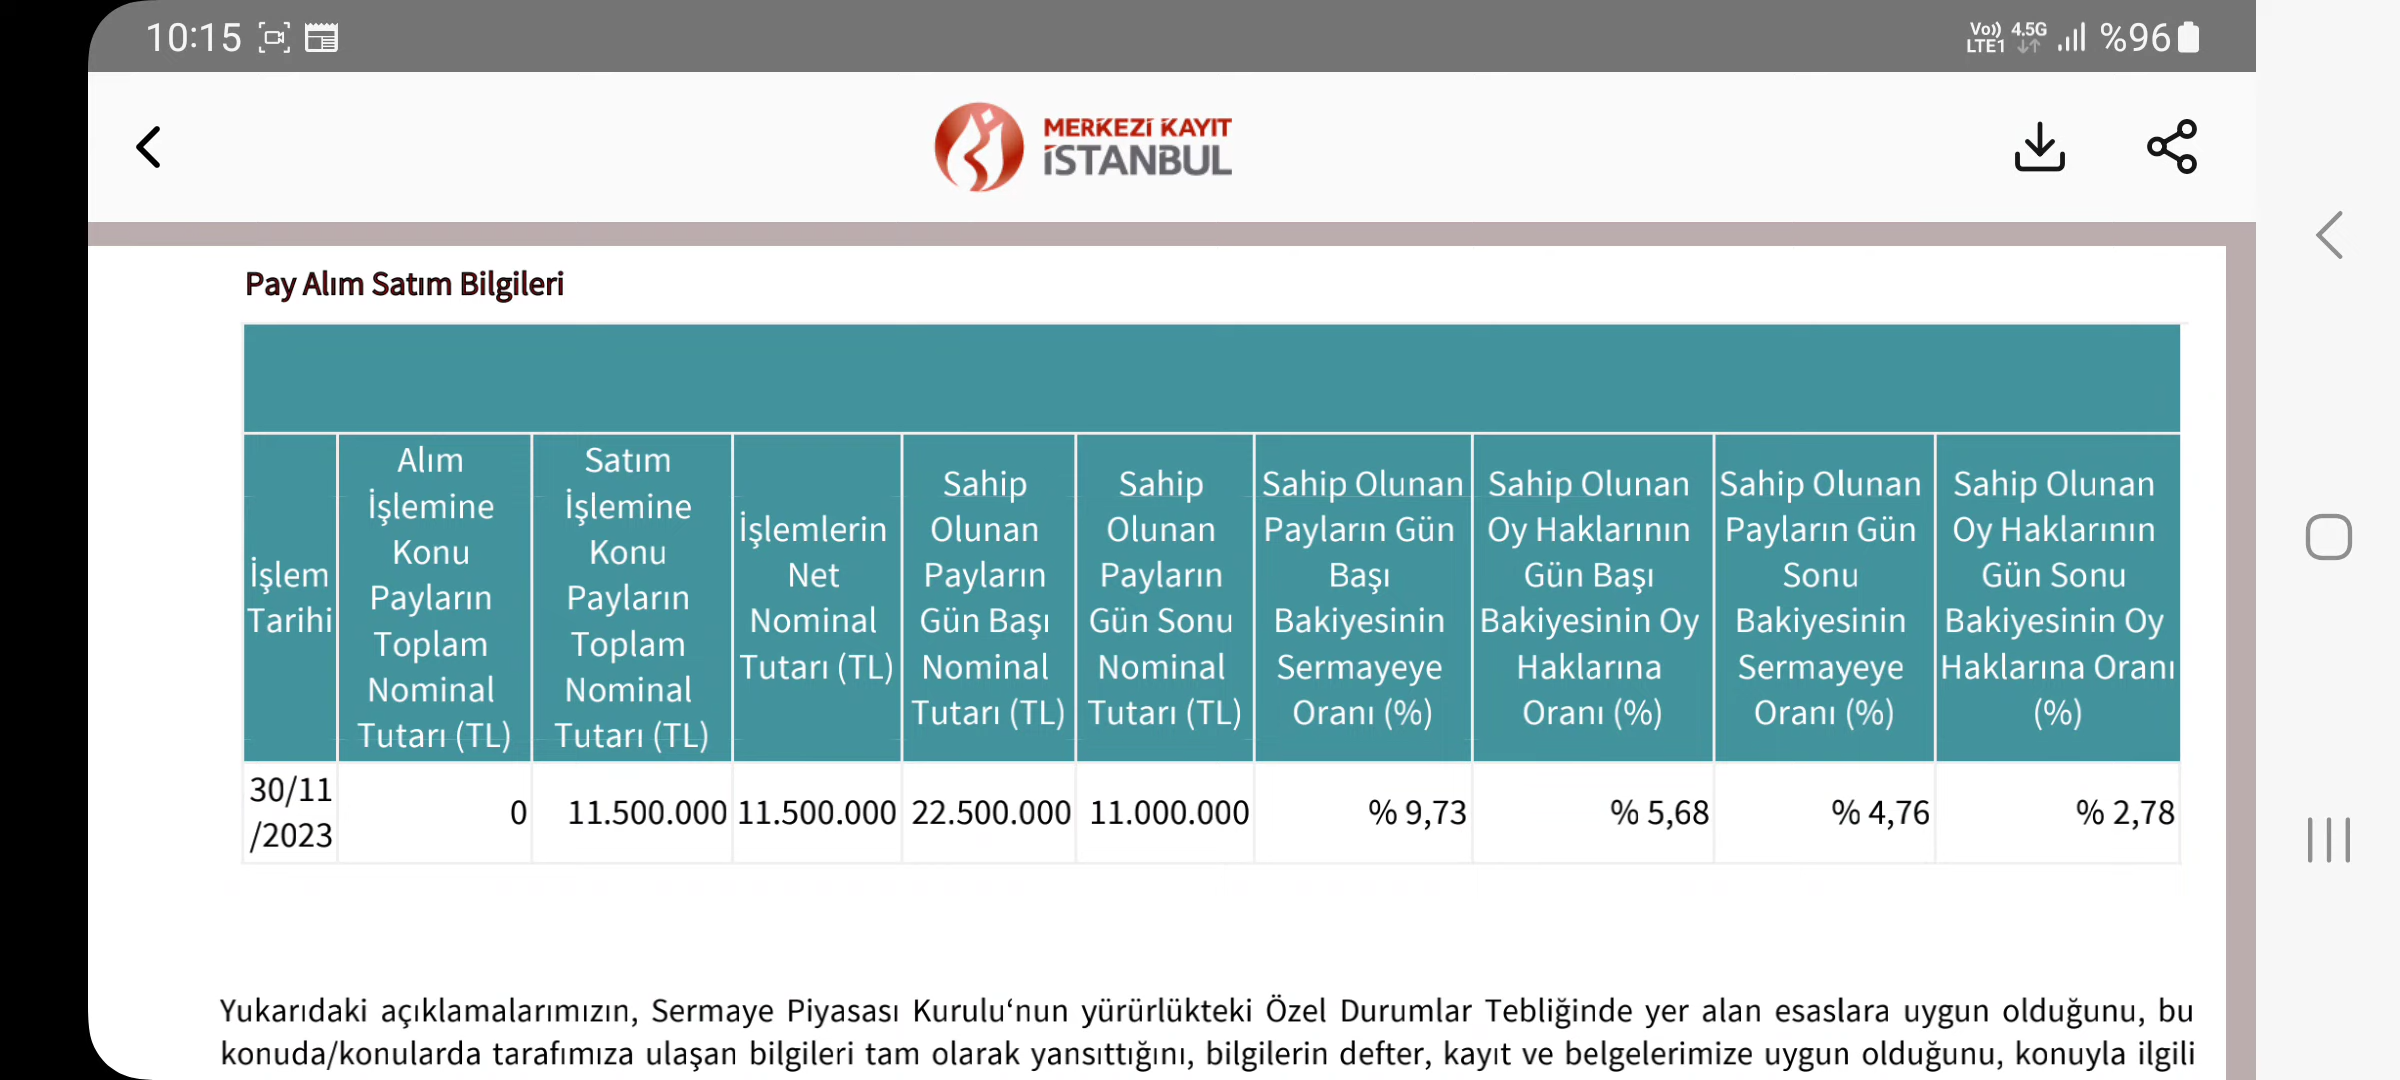 10:15
Vo)) 4.5G
LTE1
%96
MERKEZİ KAYIT
İSTANBUL
Pay Alım Satım Bilgileri
İşlem
Tarihi
Alım
İşlemine
Konu
Payların
Toplam
Nominal
Tutarı (TL)
Satım
İşlemine
Konu
Payların
Toplam
Nominal
Tutarı (TL)
İşlemlerin
Net
Nominal
Tutarı (TL)
Sahip
Olunan
Payların
Gün Başı
Nominal
Tutarı (TL)
Sahip
Olunan
Payların
Gün Sonu
Nominal
Tutarı (TL)
Sahip Olunan
Payların Gün
Başı
Bakiyesinin
Sermayeye
Oranı (%)
Sahip Olunan
Oy Haklarının
Gün Başı
Bakiyesinin Oy
Haklarına
Oranı (%)
Sahip Olunan
Payların Gün
Sonu
Bakiyesinin
Sermayeye
Oranı (%)
Sahip Olunan
Oy Haklarının
Gün Sonu
Bakiyesinin Oy
Haklarına Oranı
(%)
30/11
/2023
0
11.500.000
11.500.000
22.500.000
11.000.000
% 9,73
% 5,68
% 4,76
% 2,78
Yukarıdaki açıklamalarımızın, Sermaye Piyasası Kurulu‘nun yürürlükteki Özel Durumlar Tebliğinde yer alan esaslara uygun olduğunu, bu
konuda/konularda tarafımıza ulaşan bilgileri tam olarak yansıttığını, bilgilerin defter, kayıt ve belgelerimize uygun olduğunu, konuyla ilgili